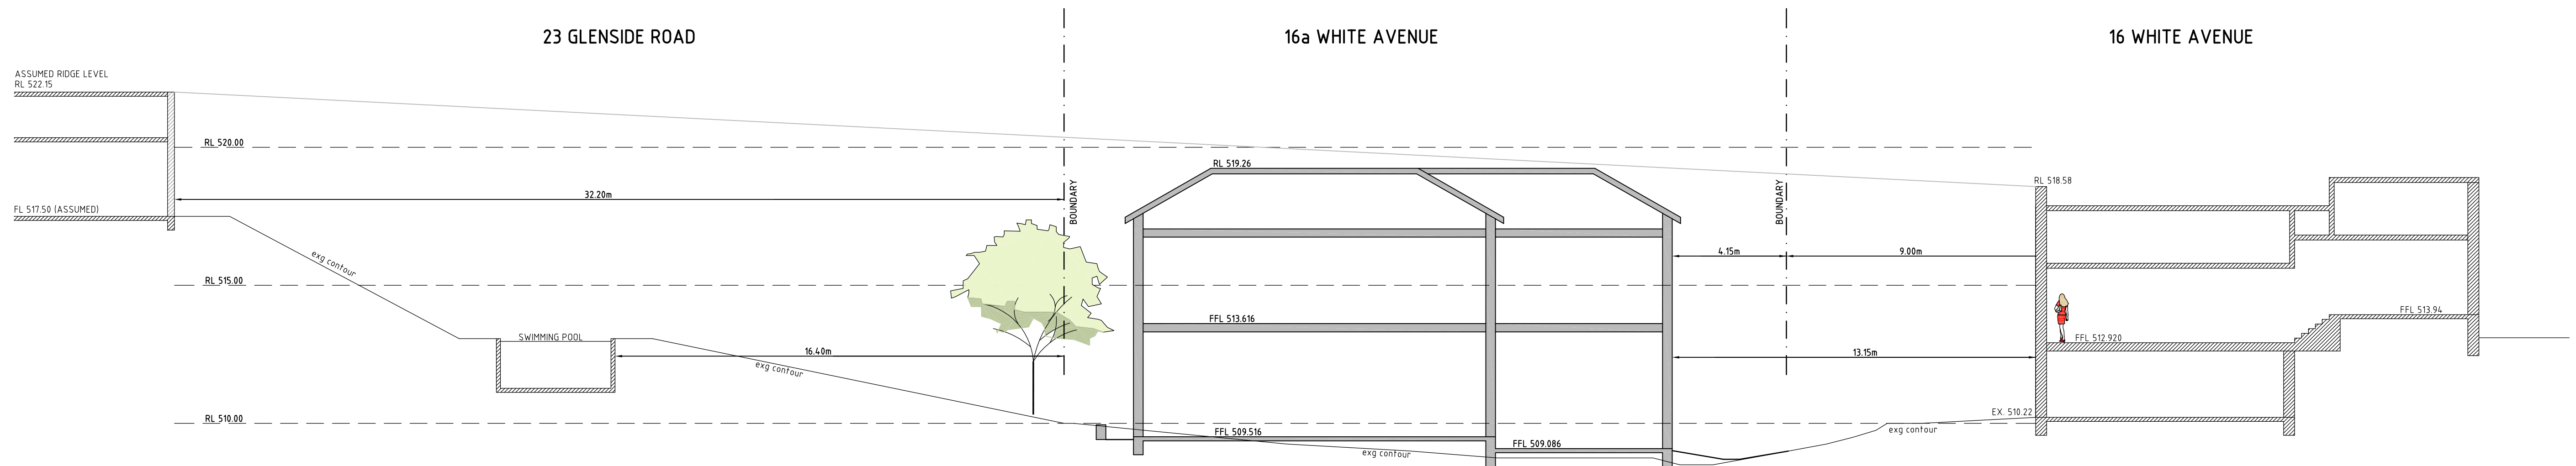 23 GLENSIDE ROAD
16a WHITE AVENUE
16 WHITE AVENUE
ASSUMED RIDGE LEVEL
RL 522.15
RL 520.00
RL 519.26
RL 518.58
BOUNDARY
BOUNDARY
32.20m
FL 517.50 (ASSUMED)
exg contour
4.15m
9.00m
RL 515.00
FFL 513.616
FFL 513.94
SWIMMING POOL
FFL 512.920
16.40m
13.15m
exg contour
EX. 510.22
RL 510.00
FFL 509.516
exg contour
FFL 509.086
exg contour